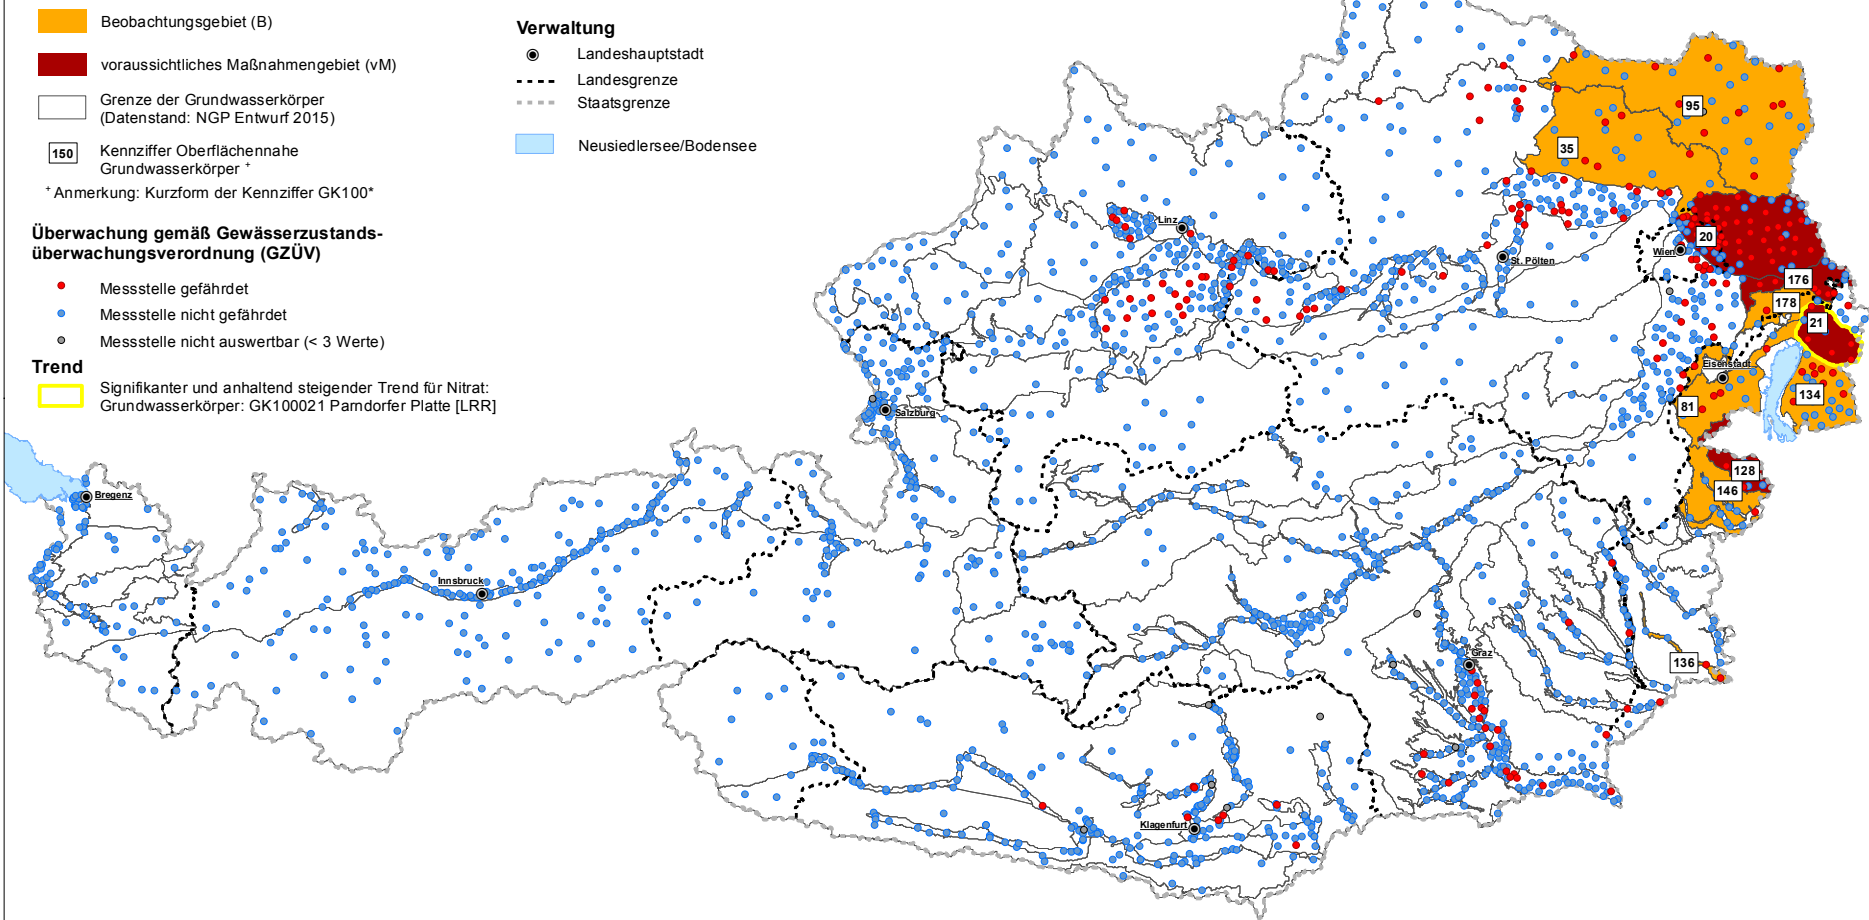 Beobachtungsgebiet (B)
voraussichtliches Maßnahmengebiet (vM)
Grenze der Grundwasserkörper
(Datenstand: NGP Entwurf 2015)
150
Kennziffer Oberflächennahe
Grundwasserkörper +
+ Anmerkung: Kurzform der Kennziffer GK100*
Überwachung gemäß Gewässerzustands-
überwachungsverordnung (GZÜV)
Messstelle gefährdet
Messstelle nicht gefährdet
Messstelle nicht auswertbar (< 3 Werte)
Trend
Signifikanter und anhaltend steigender Trend für Nitrat:
Grundwasserkörper: GK100021 Parndorfer Platte [LRR]
Verwaltung
Landeshauptstadt
Landesgrenze
Staatsgrenze
Neusiedlersee/Bodensee
95
35
Linz
20
Wien
St. Pölten
176
178
21
Eisenstadt
134
81
Salzburg
128
146
Bregenz
Innsbruck
Graz
136
Klagenfurt